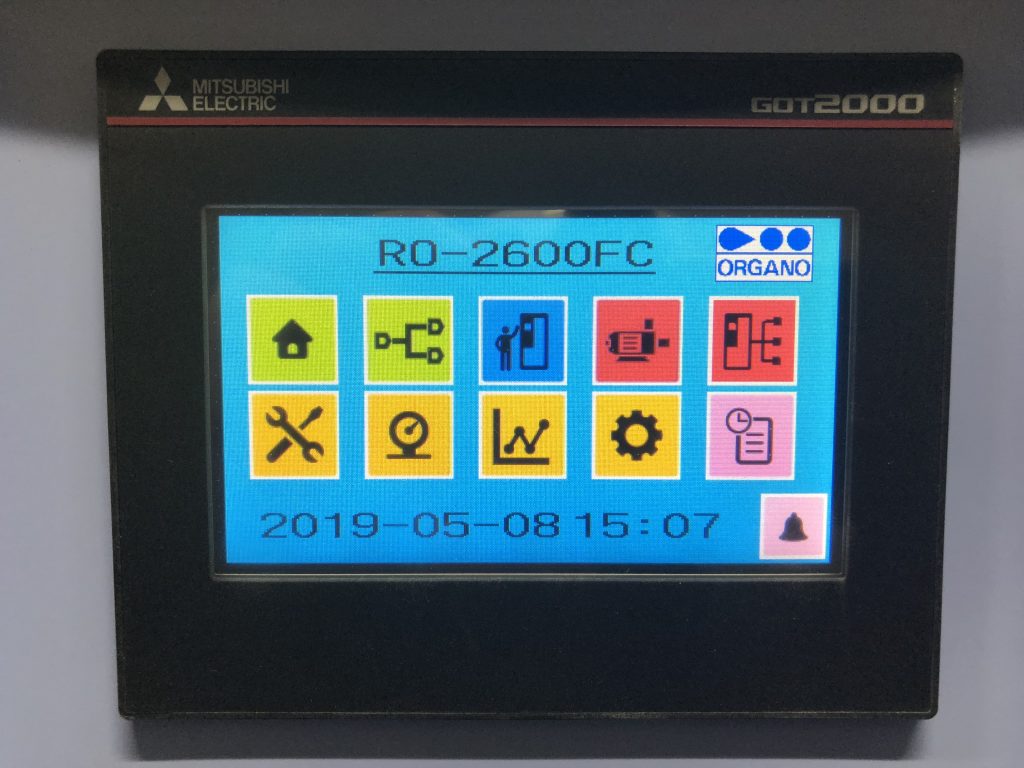 MITSUBISHI
ELECTRIC
GOT2000
RO-2600FC
ORGANO
2019-05-08 15:07